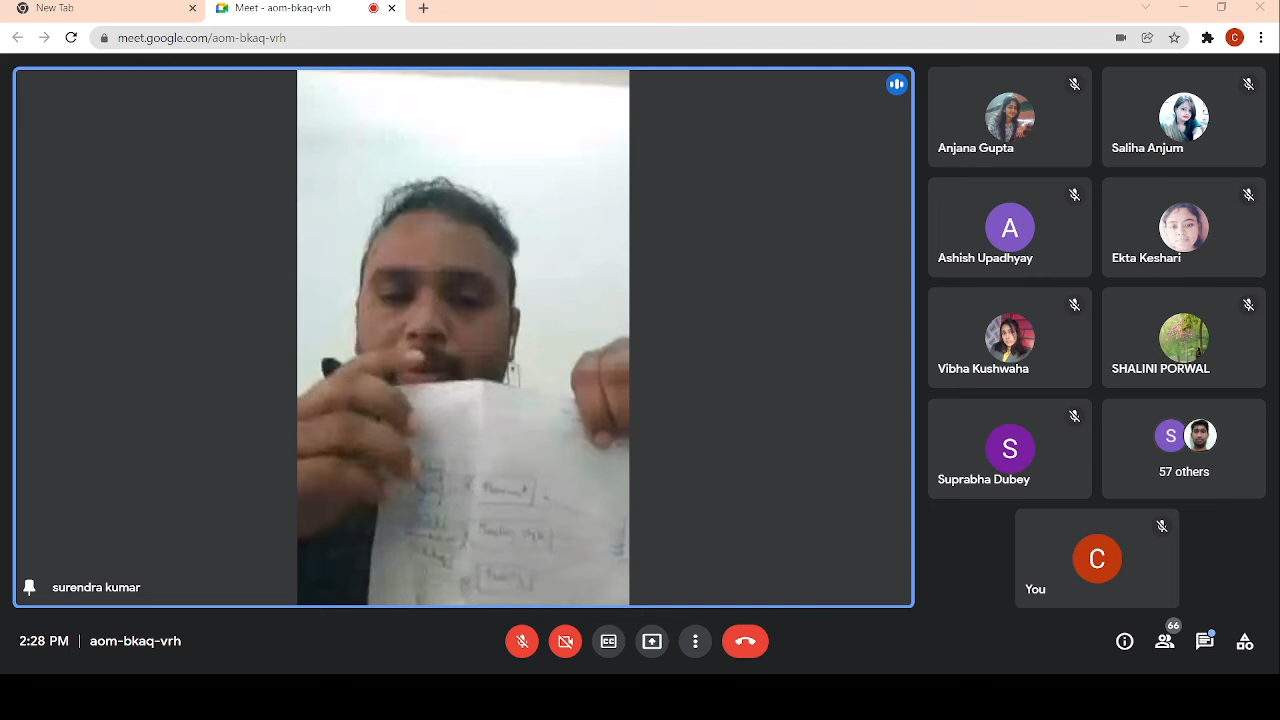 New Tab
Meet - aom-bkaq-vrh
meet.google.com/aom-bkaq-vrh
C
Anjana Gupta
Saliha Anjum
A
Ashish Upadhyay
Ekta Keshari
Vibha Kushwaha
SHALINI PORWAL
S
Suprabha Dubey
S
57 others
C
You
surendra kumar
2:28 PM
aom-bkaq-vrh
CC
66